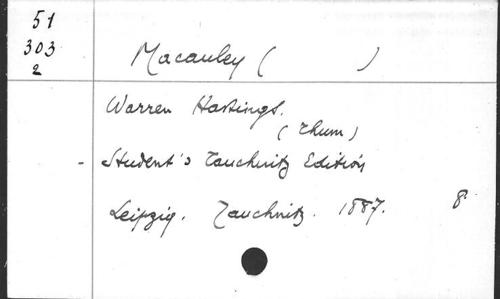 51
303
2
Macauley ( )
Warren Hastings.
(Thum)
- Student's Tauchnitz Edition
Leipzig. Tauchnitz. 1887. 8°